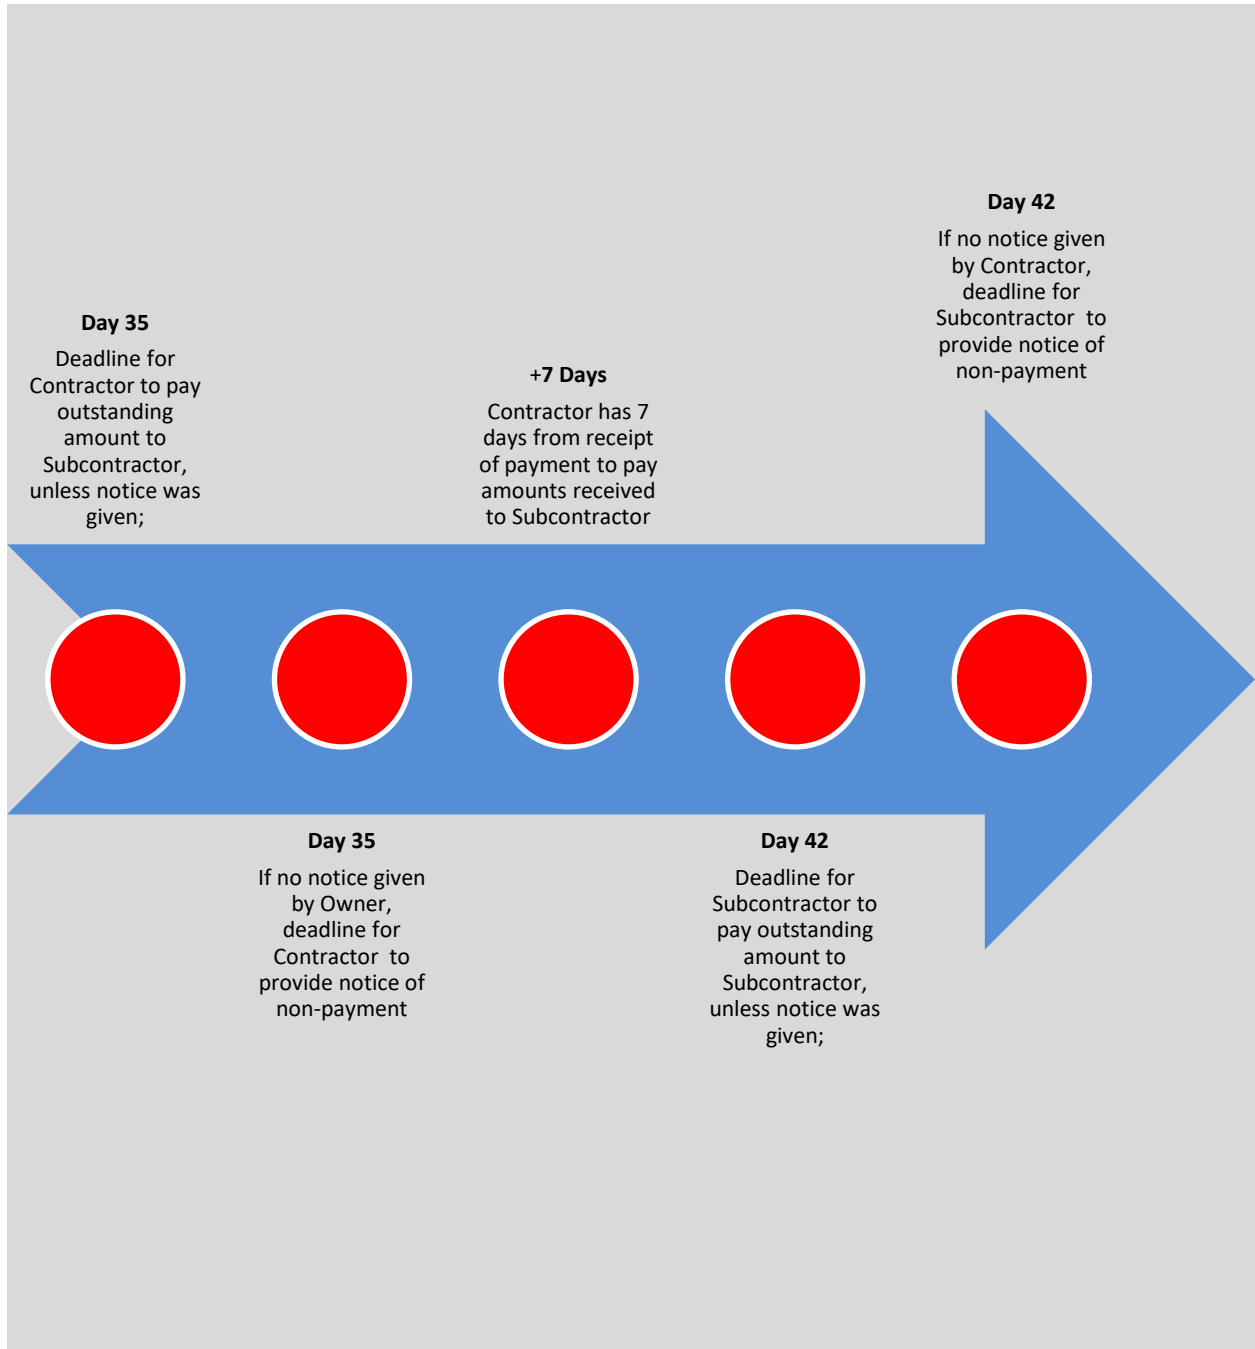 Day 35
Deadline for
Contractor to pay
outstanding
amount to
Subcontractor,
unless notice was
given;
Day 35
If no notice given
by Owner,
deadline for
Contractor  to
provide notice of
non-payment
+7 Days
Contractor has 7
days from receipt
of payment to pay
amounts received
to Subcontractor
Day 42
Deadline for
Subcontractor to
pay outstanding
amount to
Subcontractor,
unless notice was
given;
Day 42
If no notice given
by Contractor,
deadline for
Subcontractor  to
provide notice of
non-payment